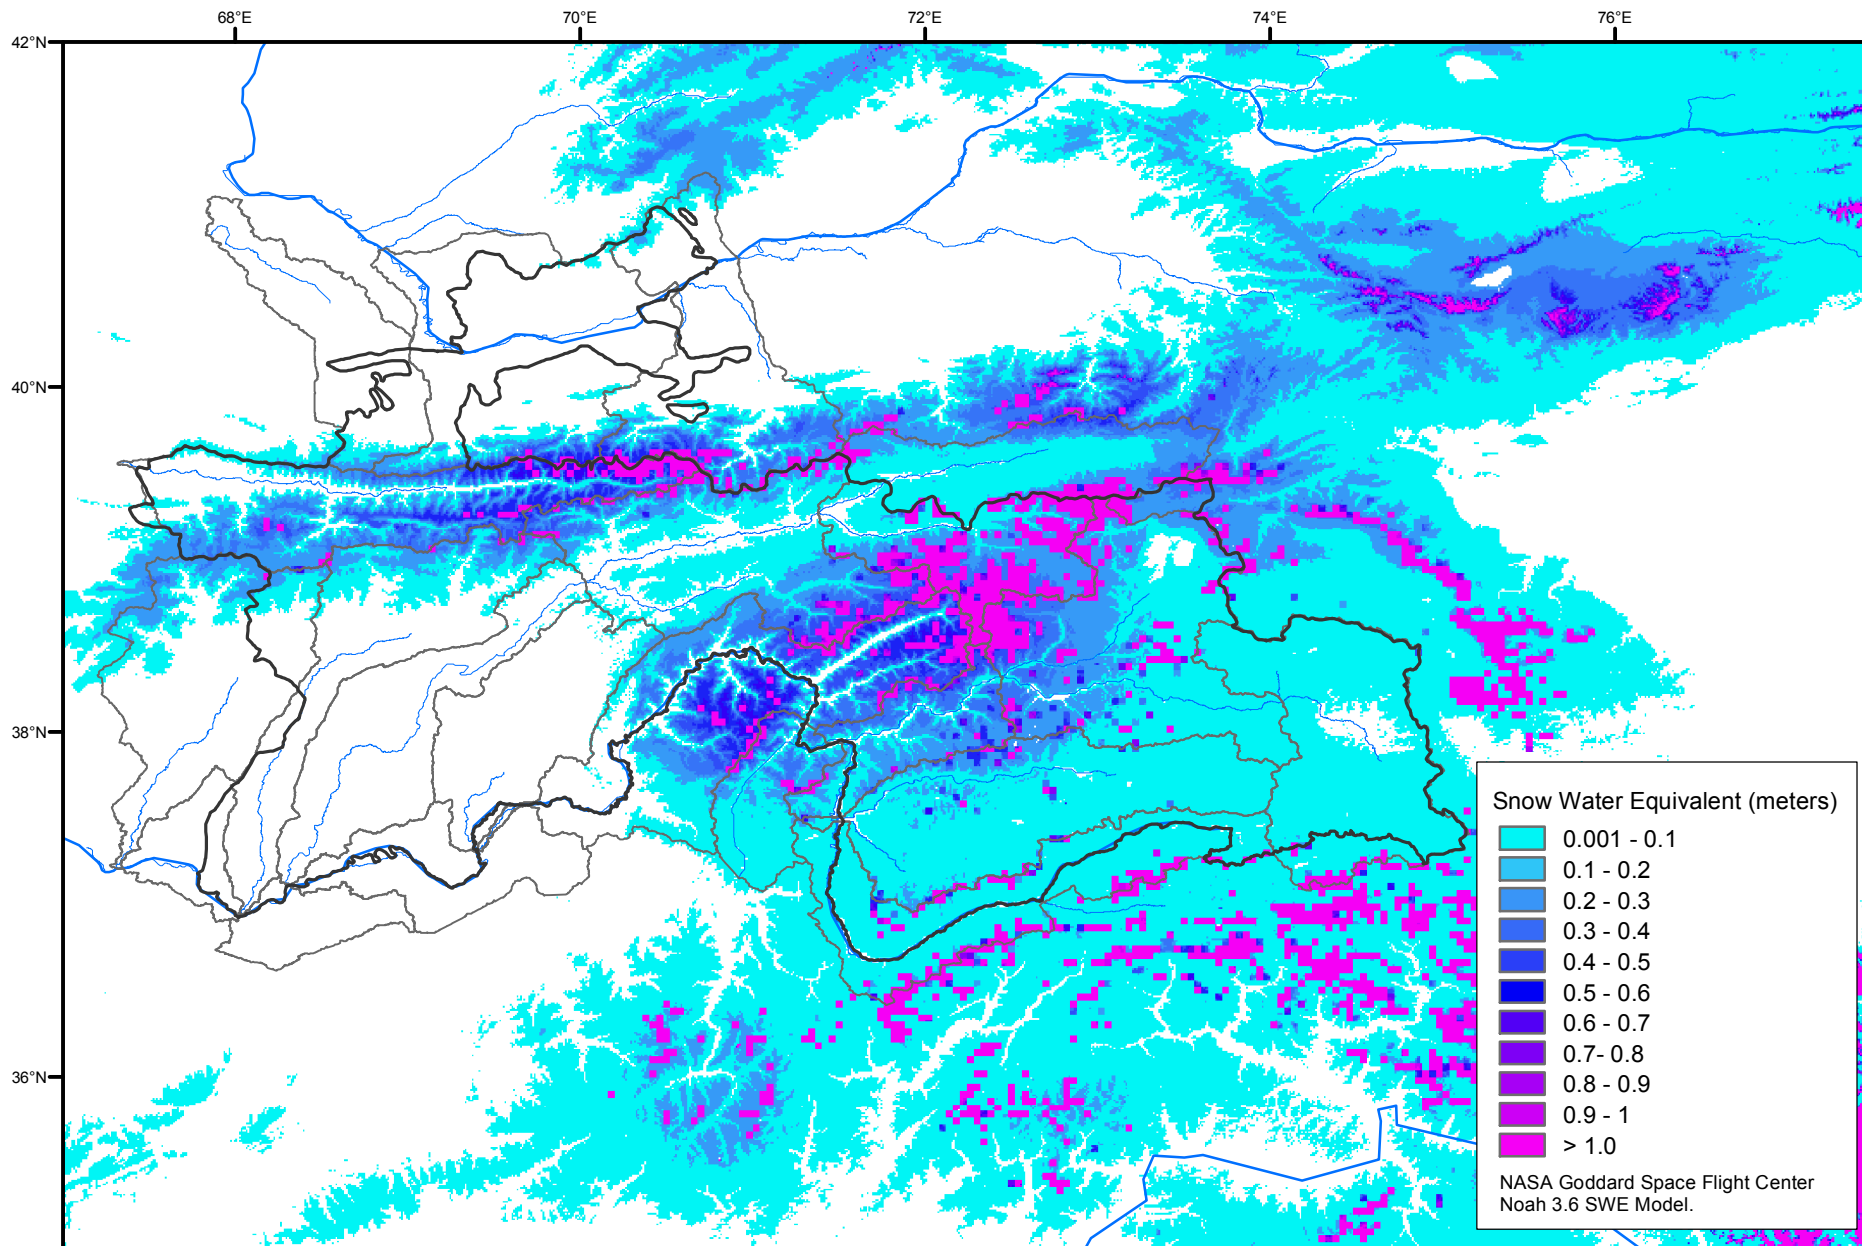 68°E
70°E
72°E
74°E
76°E
42°N
40°N
38°N
36°N
Snow Water Equivalent (meters)
0.001 - 0.1
0.1 - 0.2
0.2 - 0.3
0.3 - 0.4
0.4 - 0.5
0.5 - 0.6
0.6 - 0.7
0.7- 0.8
0.8 - 0.9
0.9 - 1
> 1.0
NASA Goddard Space Flight Center
Noah 3.6 SWE Model.